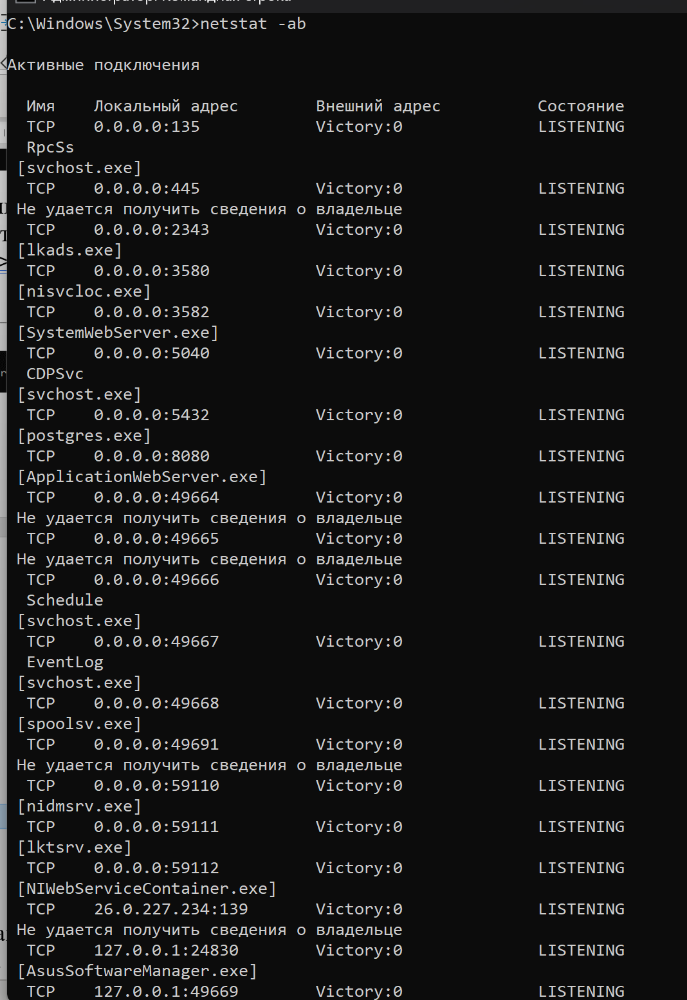 C:\Windows\System32>netstat -ab
Активные подключения
Имя Локальный адрес Внешний адрес Состояние
TCP 0.0.0.0:135 Victory:0 LISTENING
RpcSs
[svchost.exe]
TCP 0.0.0.0:445 Victory:0 LISTENING
Не удается получить сведения о владельце
TCP 0.0.0.0:2343 Victory:0 LISTENING
[lkads.exe]
TCP 0.0.0.0:3580 Victory:0 LISTENING
[nisvcloc.exe]
TCP 0.0.0.0:3582 Victory:0 LISTENING
[SystemWebServer.exe]
TCP 0.0.0.0:5040 Victory:0 LISTENING
CDPSvc
[svchost.exe]
TCP 0.0.0.0:5432 Victory:0 LISTENING
[postgres.exe]
TCP 0.0.0.0:8080 Victory:0 LISTENING
[ApplicationWebServer.exe]
TCP 0.0.0.0:49664 Victory:0 LISTENING
Не удается получить сведения о владельце
TCP 0.0.0.0:49665 Victory:0 LISTENING
Не удается получить сведения о владельце
TCP 0.0.0.0:49666 Victory:0 LISTENING
Schedule
[svchost.exe]
TCP 0.0.0.0:49667 Victory:0 LISTENING
EventLog
[svchost.exe]
TCP 0.0.0.0:49668 Victory:0 LISTENING
[spoolsv.exe]
TCP 0.0.0.0:49691 Victory:0 LISTENING
Не удается получить сведения о владельце
TCP 0.0.0.0:59110 Victory:0 LISTENING
[nidmsrv.exe]
TCP 0.0.0.0:59111 Victory:0 LISTENING
[lktsrv.exe]
TCP 0.0.0.0:59112 Victory:0 LISTENING
[NIWebServiceContainer.exe]
TCP 26.0.227.234:139 Victory:0 LISTENING
Не удается получить сведения о владельце
TCP 127.0.0.1:24830 Victory:0 LISTENING
[AsusSoftwareManager.exe]
TCP 127.0.0.1:49669 Victory:0 LISTENING